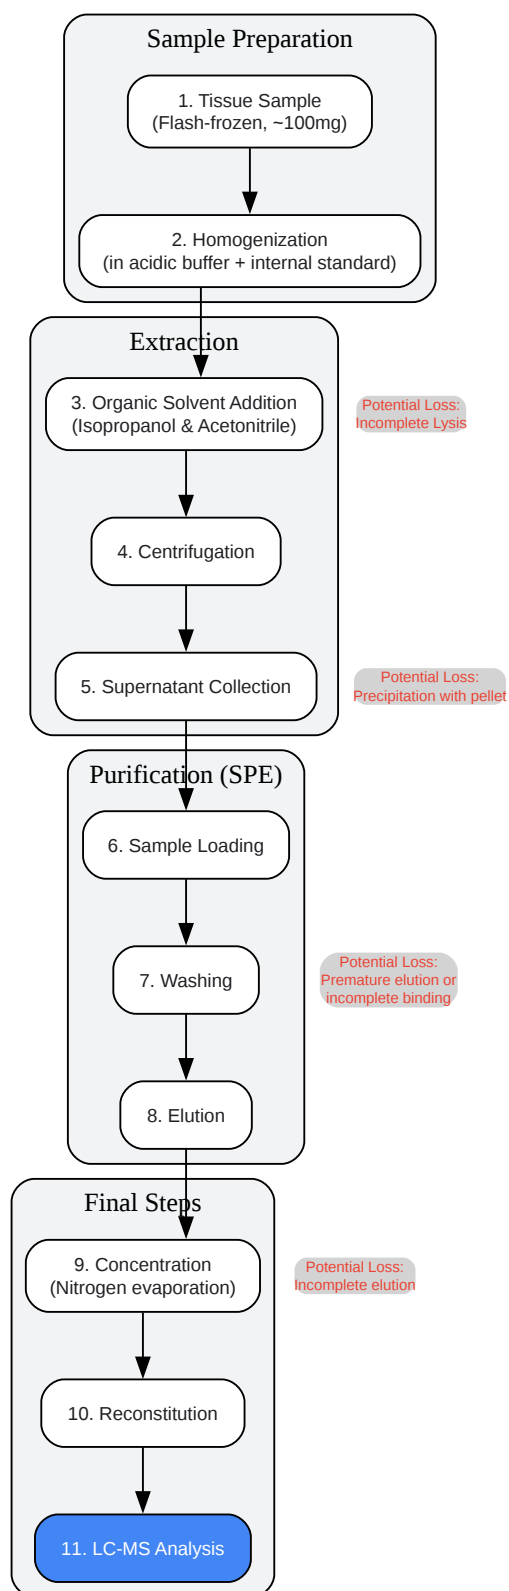 Sample Preparation
1. Tissue Sample
(Flash-frozen, ~100mg)
2. Homogenization
(in acidic buffer + internal standard)
Extraction
3. Organic Solvent Addition
(Isopropanol & Acetonitrile)
Potential Loss:
Incomplete Lysis
4. Centrifugation
5. Supernatant Collection
Potential Loss:
Precipitation with pellet
Purification (SPE)
6. Sample Loading
7. Washing
Potential Loss:
Premature elution or
incomplete binding
8. Elution
Final Steps
9. Concentration
(Nitrogen evaporation)
Potential Loss:
Incomplete elution
10. Reconstitution
11. LC-MS Analysis